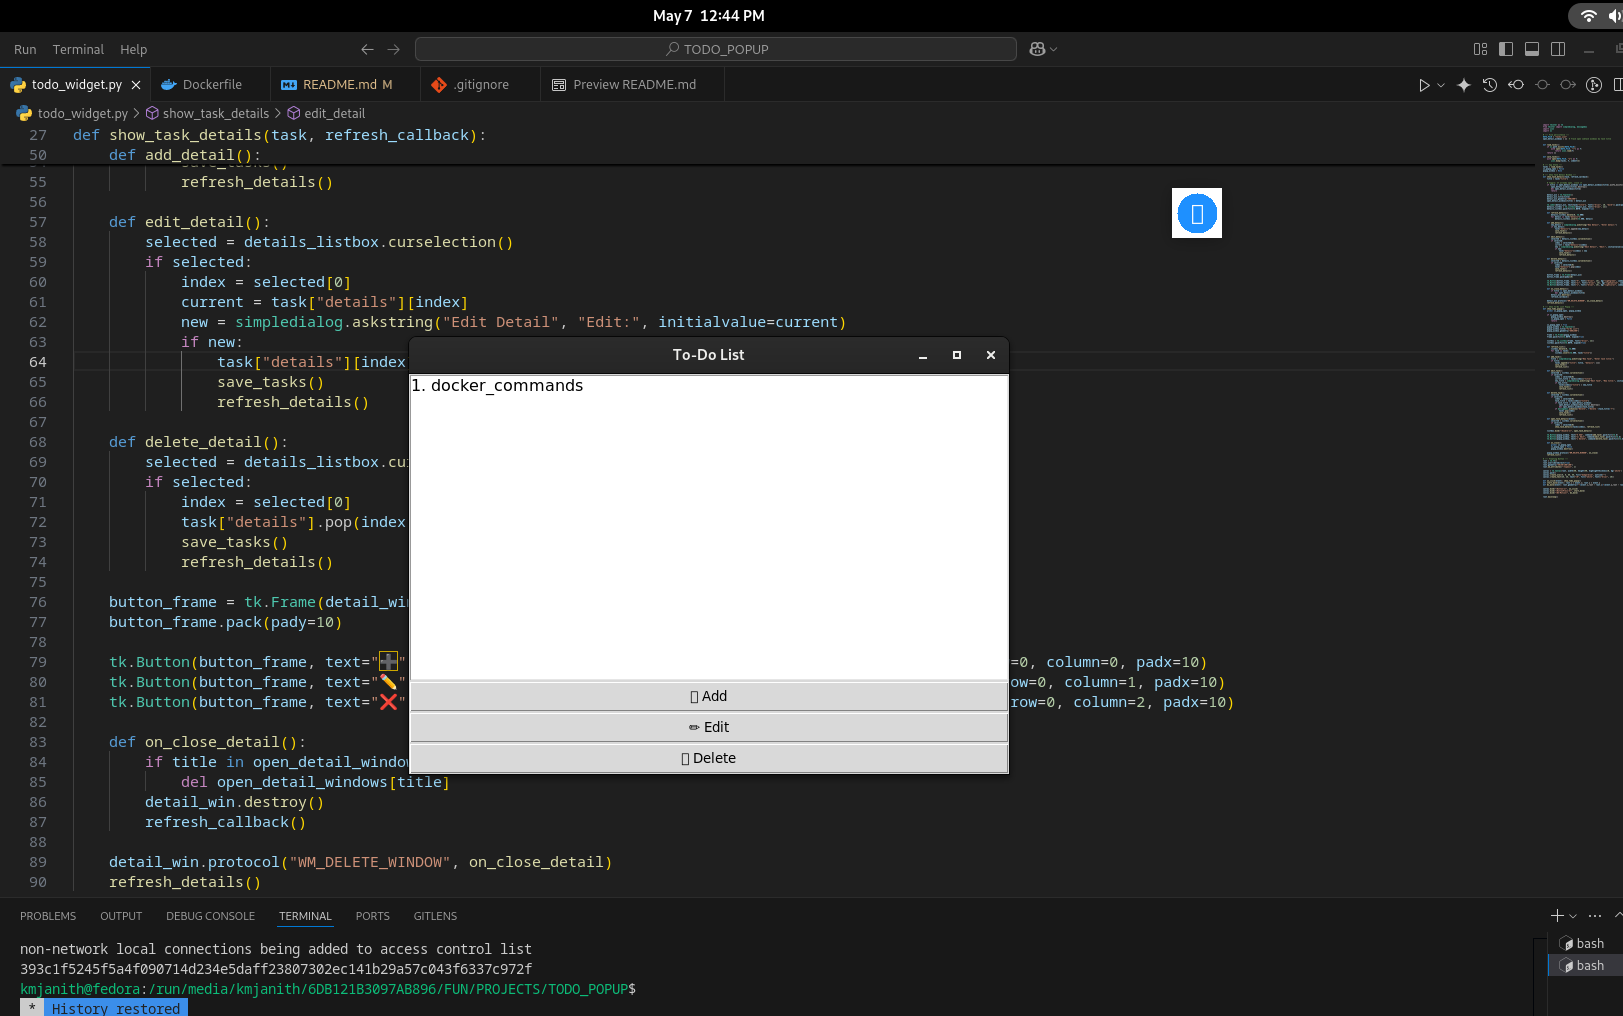 May 7 12:44 PM
Run Terminal Help
TODO_POPUP
todo_widget.py
Dockerfile
README.md M
.gitignore
Preview README.md
todo_widget.py > show_task_details > edit_detail
27 def show_task_details(task, refresh_callback):
50 def add_detail():
55 refresh_details()
56
57 def edit_detail():
58 selected = details_listbox.curselection()
59 if selected:
60 index = selected[0]
61 current = task["details"][index]
62 new = simpledialog.askstring("Edit Detail", "Edit:", initialvalue=current)
63 if new:
64 task["details"][index
65 save_tasks()
66 refresh_details()
67
68 def delete_detail():
69 selected = details_listbox.cu
70 if selected:
71 index = selected[0]
72 task["details"].pop(index
73 save_tasks()
74 refresh_details()
75
76 button_frame = tk.Frame(detail_wi
77 button_frame.pack(pady=10)
78
79 tk.Button(button_frame, text="➕" =0, column=0, padx=10)
80 tk.Button(button_frame, text="✏️" ow=0, column=1, padx=10)
81 tk.Button(button_frame, text="❌" row=0, column=2, padx=10)
82
83 def on_close_detail():
84 if title in open_detail_windo
85 del open_detail_windows[title]
86 detail_win.destroy()
87 refresh_callback()
88
89 detail_win.protocol("WM_DELETE_WINDOW", on_close_detail)
90 refresh_details()
To-Do List
1. docker_commands
Add
✏ Edit
Delete
PROBLEMS OUTPUT DEBUG CONSOLE TERMINAL PORTS GITLENS
non-network local connections being added to access control list
393c1f5245f5a4f090714d234e5daff23807302ec141b29a57c043f6337c972f
kmjanith@fedora:/run/media/kmjanith/6DB121B3097AB896/FUN/PROJECTS/TODO_POPUP$
* History restored
bash
bash